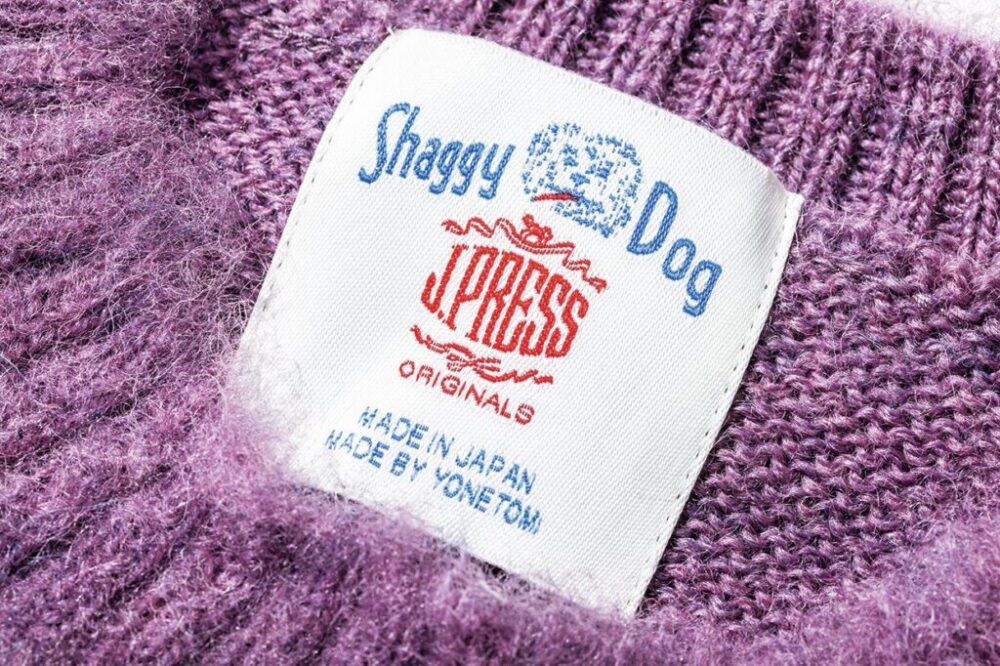 Shaggy Dog
J.PRESS
ORIGINALS
MADE IN JAPAN
MADE BY YONETOMI